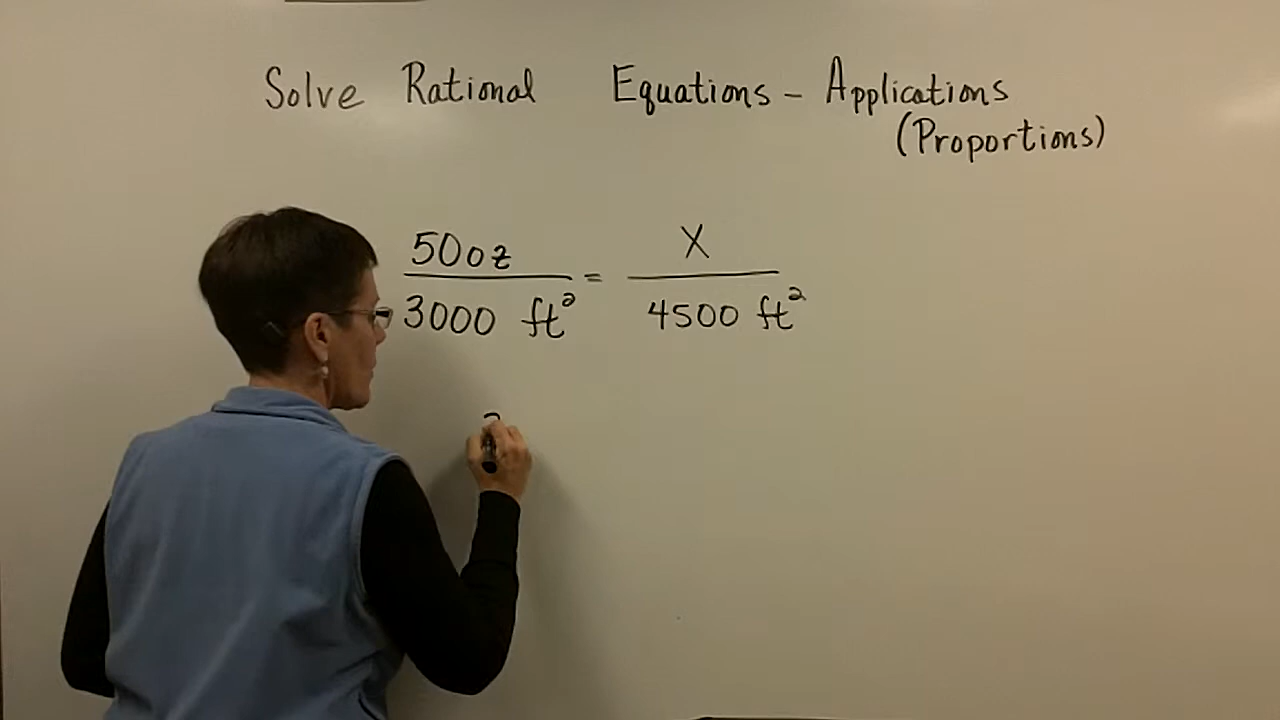 Solve Rational Equations - Applications
(Proportions)
50oz / 3000 ft² = X / 4500 ft²